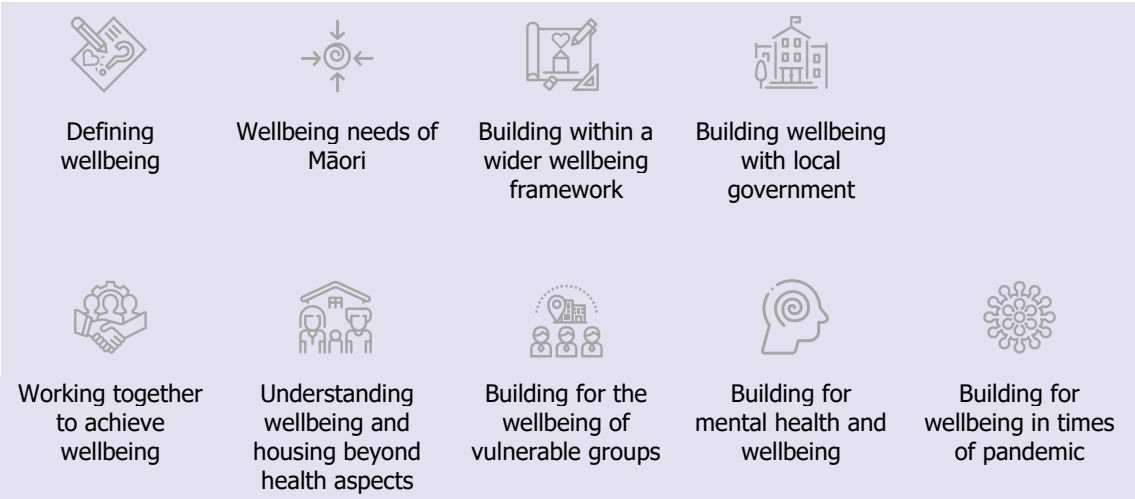 Defining
wellbeing
Wellbeing needs of
Māori
Building within a
wider wellbeing
framework
Building wellbeing
with local
government
Working together
to achieve
wellbeing
Understanding
wellbeing and
housing beyond
health aspects
Building for the
wellbeing of
vulnerable groups
Building for
mental health and
wellbeing
Building for
wellbeing in times
of pandemic